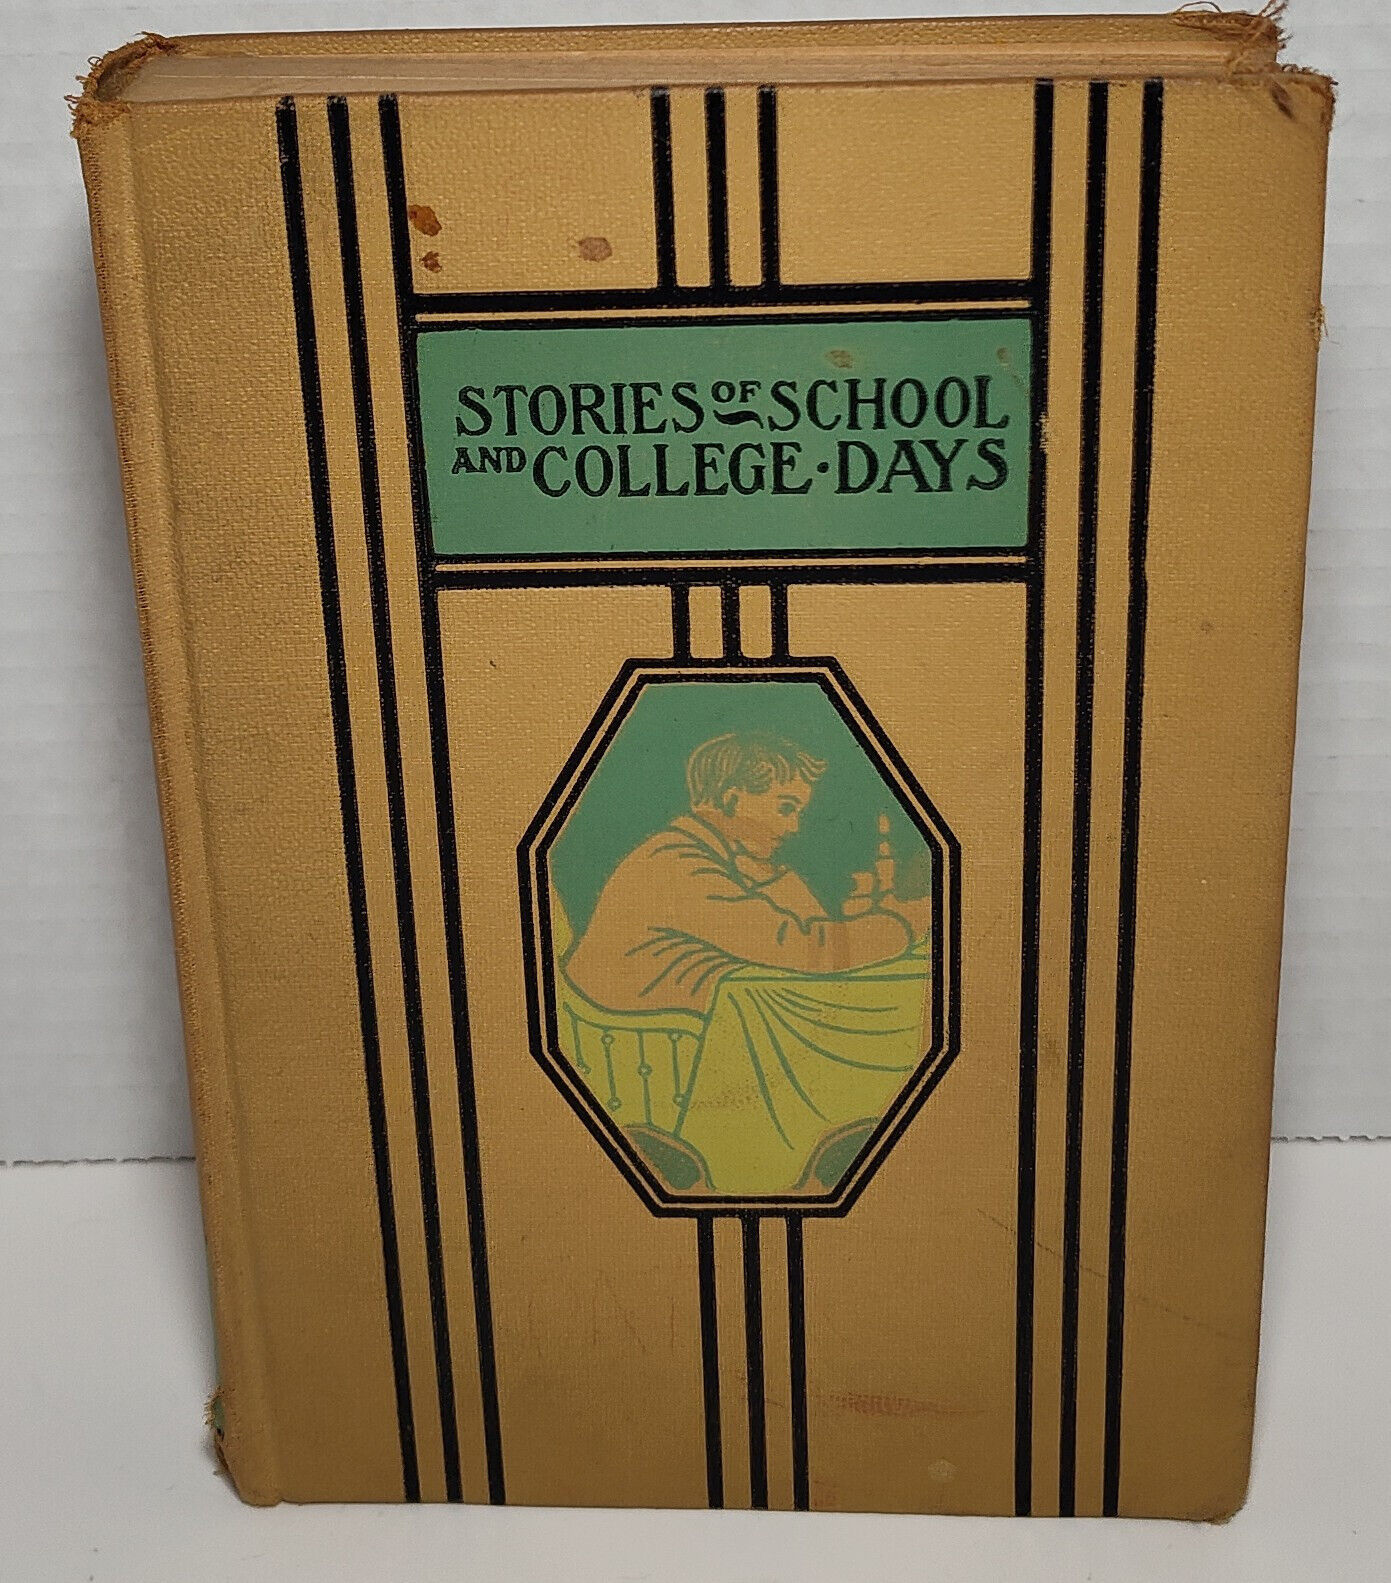 STORIES OF SCHOOL
AND COLLEGE · DAYS